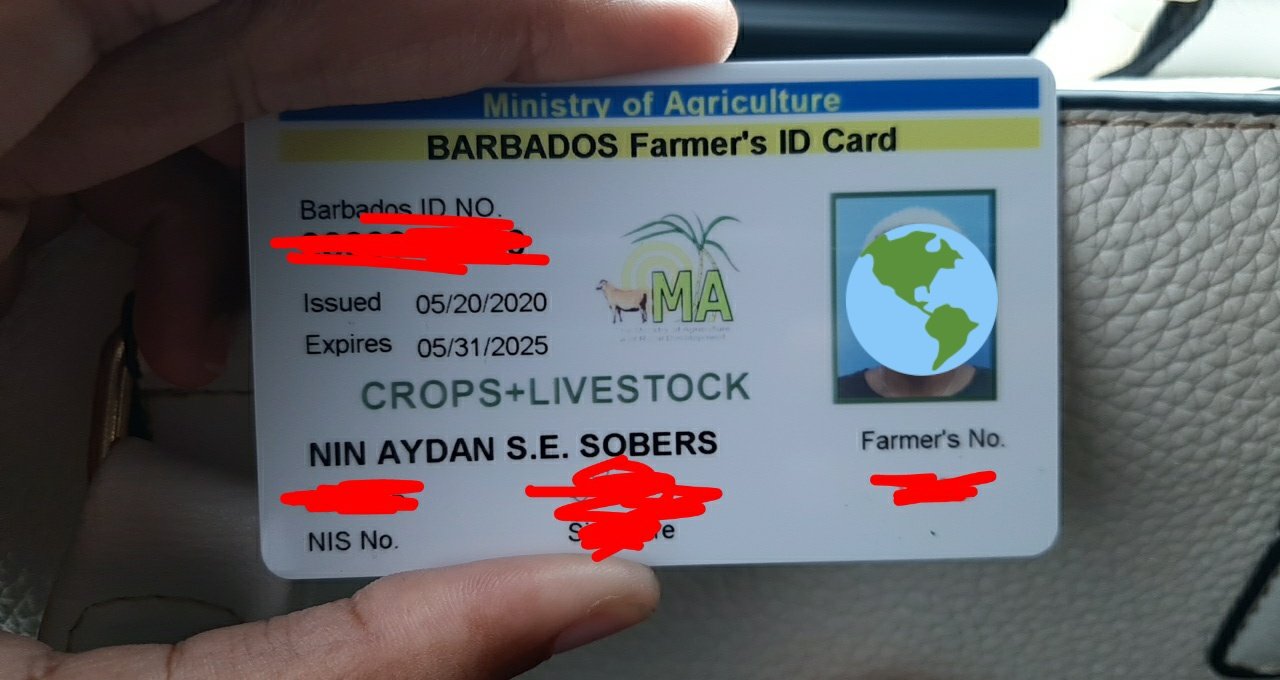 Ministry of Agriculture
BARBADOS Farmer's ID Card
Barbados ID NO.
Issued 05/20/2020
Expires 05/31/2025
MA
CROPS+LIVESTOCK
NIN AYDAN S.E. SOBERS
Farmer's No.
NIS No.